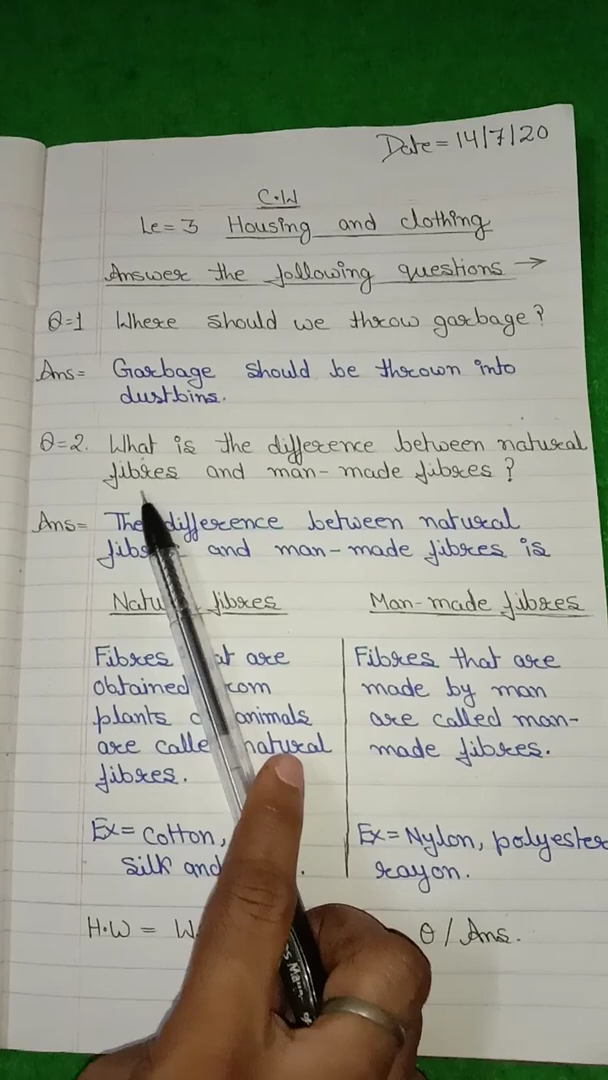 Date = 14/7/20
C.W
Le = 3 Housing and clothing
Answer the following questions →
Q=1 Where should we throw garbage?
Ans= Garbage should be thrown into
dustbins.
Q=2. What is the difference between natural
fibres and man-made fibres?
Ans= The difference between natural
and man-made fibres is
fibres
Man-made fibres
Fibres are
obtained
plants animals
are natural
fibres.
Ex= Cotton,
Silk and
Fibres that are
made by man
are called man-
made fibres.
Ex= Nylon, polyester
rayon.
H.W = Q/Ans.